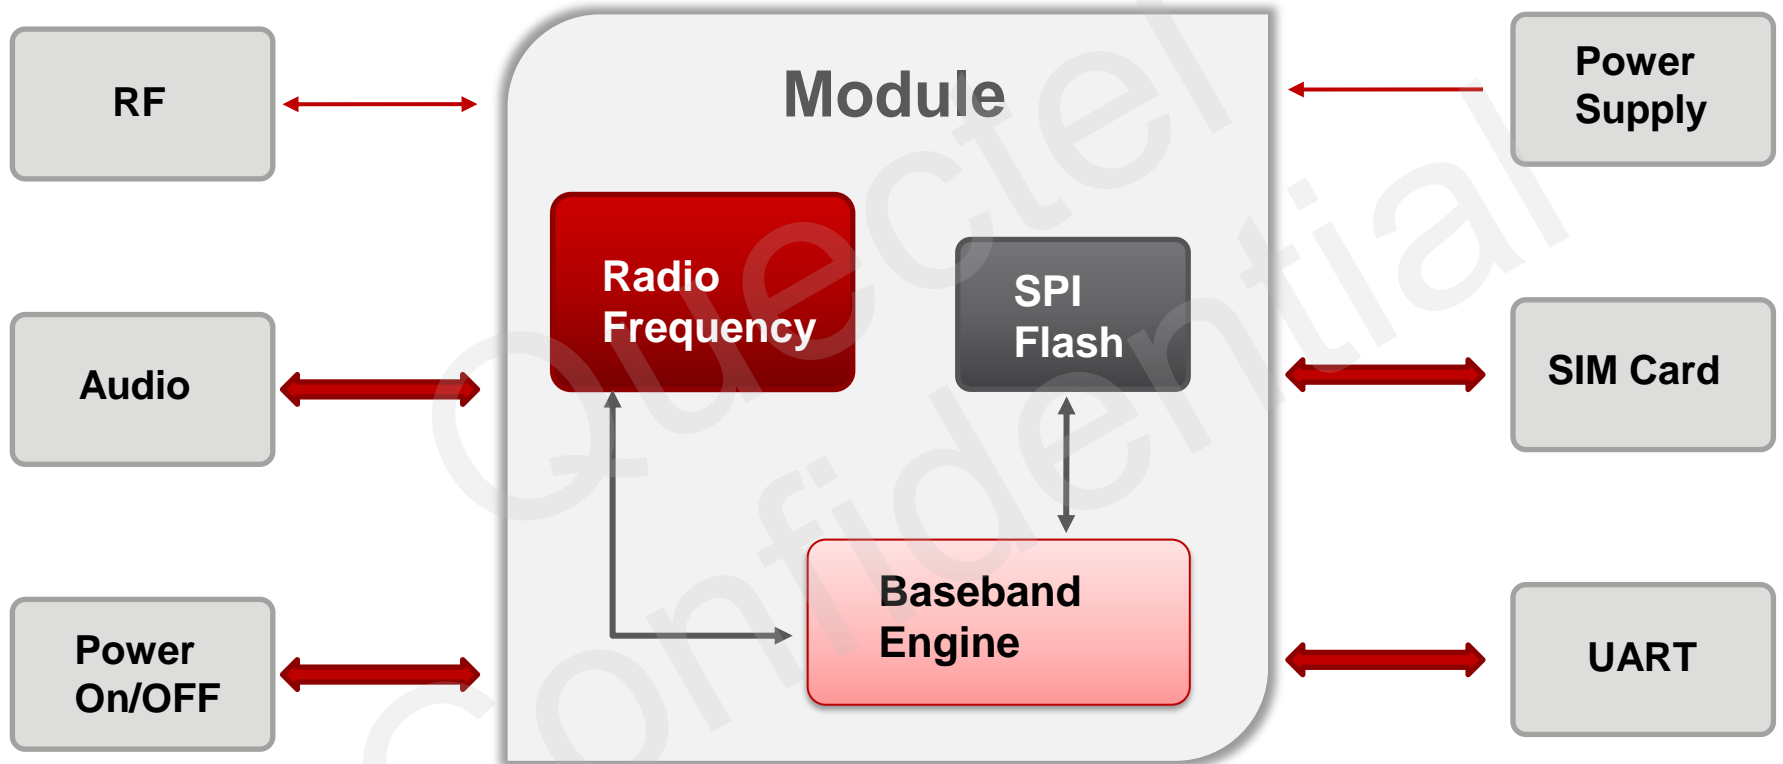 Module
RF
Power
Supply
Radio
Frequency
SPI
Flash
Audio
SIM Card
Baseband
Engine
Power
On/OFF
UART
Quectel
Confidential